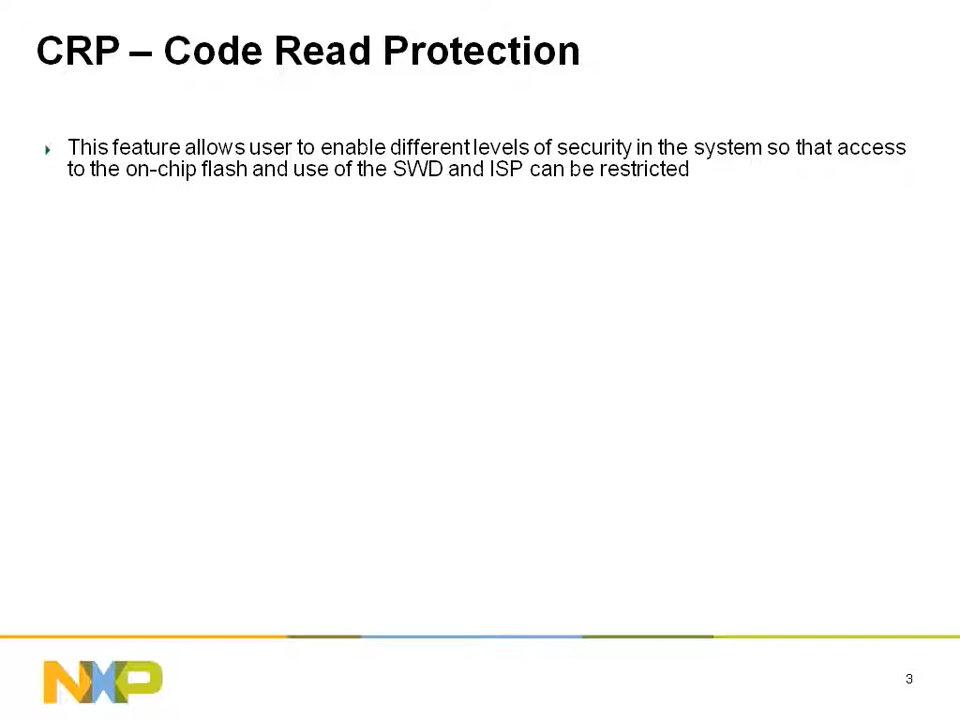 CRP – Code Read Protection
This feature allows user to enable different levels of security in the system so that access
to the on-chip flash and use of the SWD and ISP can be restricted
NXP
3